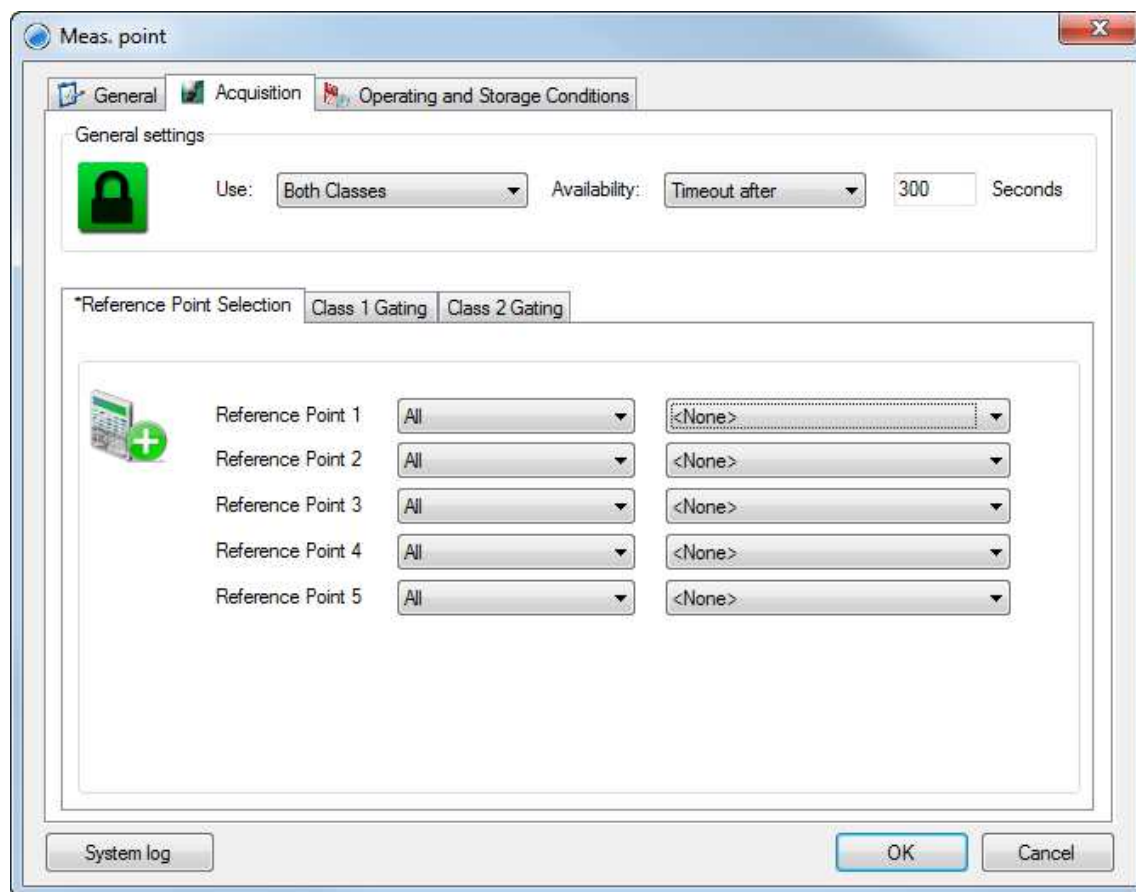 Meas. point
General Acquisition Operating and Storage Conditions
General settings
Use: Both Classes Availability: Timeout after 300 Seconds
*Reference Point Selection Class 1 Gating Class 2 Gating
Reference Point 1 All <None>
Reference Point 2 All <None>
Reference Point 3 All <None>
Reference Point 4 All <None>
Reference Point 5 All <None>
System log OK Cancel